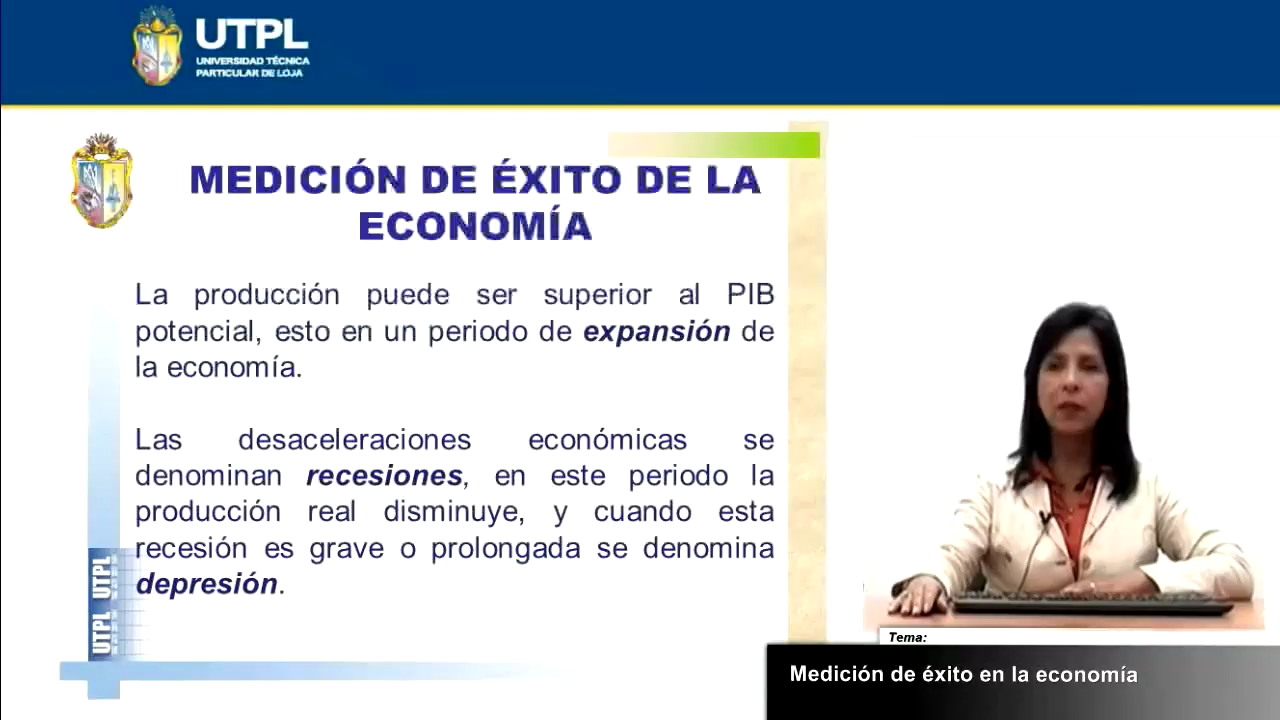 UTPL
UNIVERSIDAD TÉCNICA
PARTICULAR DE LOJA
MEDICIÓN DE ÉXITO DE LA
ECONOMÍA
La producción puede ser superior al PIB
potencial, esto en un periodo de expansión de
la economía.
Las desaceleraciones económicas se
denominan recesiones, en este periodo la
producción real disminuye, y cuando esta
recesión es grave o prolongada se denomina
depresión.
UTPL UTPL
Tema:
Medición de éxito en la economía